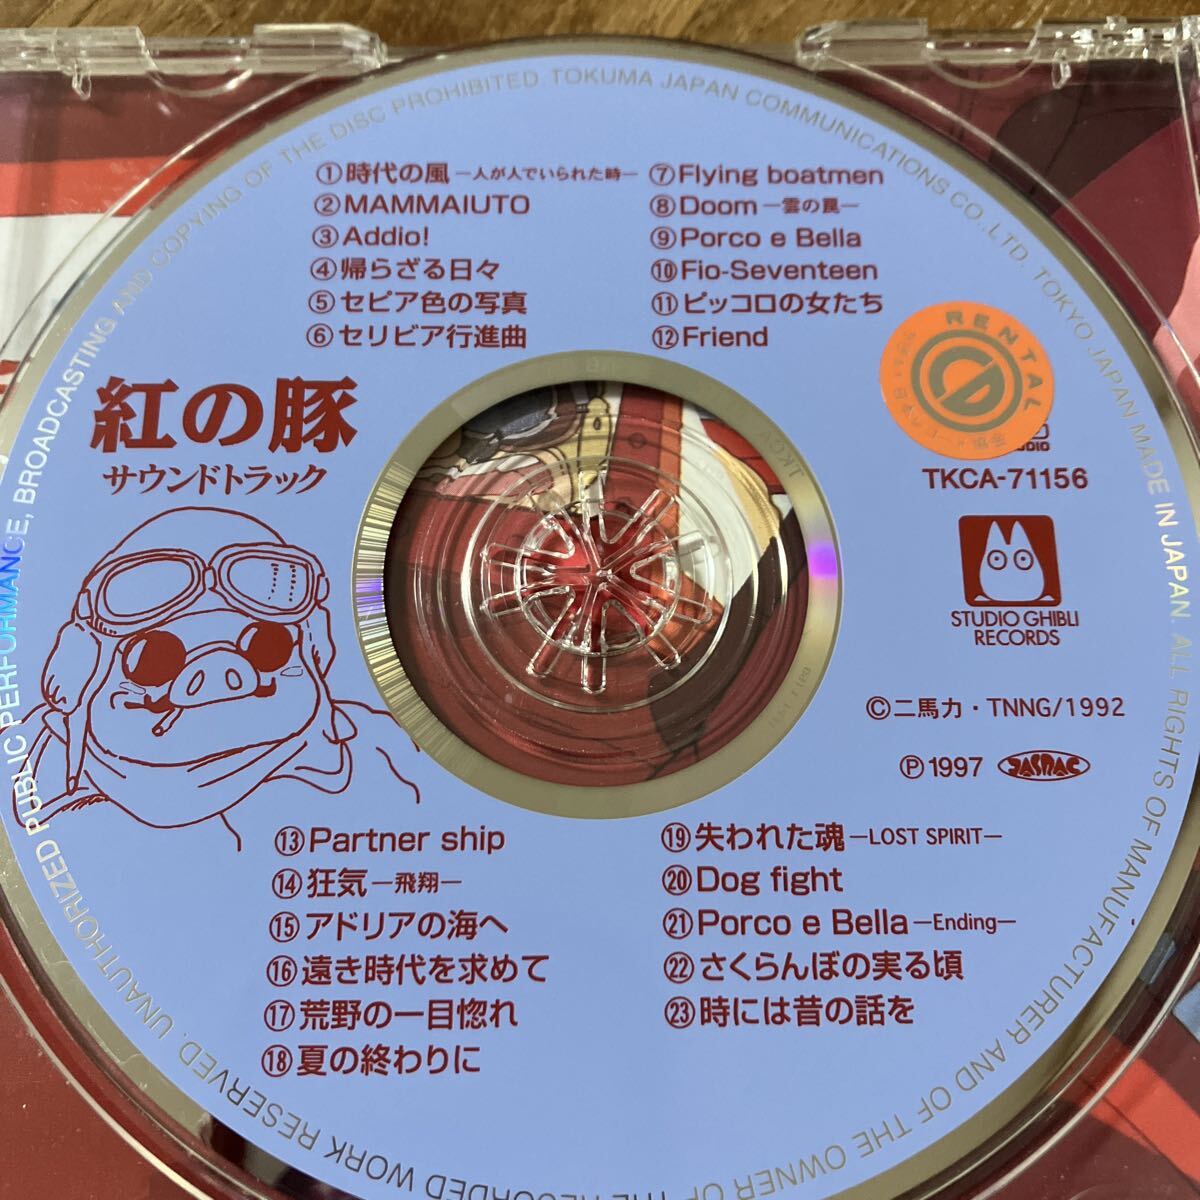 UNAUTHORIZED PUBLIC PERFORMANCE, BROADCASTING AND COPYING OF THE DISC PROHIBITED TOKUMA JAPAN COMMUNICATIONS CO., LTD. TOKYO JAPAN MADE IN JAPAN. ALL RIGHTS OF MANUFACTURER AND OF THE OWNER OF THE RECORDED WORK RESERVED.
①時代の風―人が人でいられた時―
②MAMMAIUTO
③Addio!
④帰らざる日々
⑤セピア色の写真
⑥セリビア行進曲
⑦Flying boatmen
⑧Doom―雲の罠―
⑨Porco e Bella
⑩Fio-Seventeen
⑪ピッコロの女たち
⑫Friend
紅の豚
サウンドトラック
RENTAL
TKCA-71156
STUDIO GHIBLI
RECORDS
©二馬力・TNNG/1992
℗1997 JASRAC
⑬Partner ship
⑭狂気―飛翔―
⑮アドリアの海へ
⑯遠き時代を求めて
⑰荒野の一目惚れ
⑱夏の終わりに
⑲失われた魂―LOST SPIRIT―
⑳Dog fight
㉑Porco e Bella―Ending―
㉒さくらんぼの実る頃
㉓時には昔の話を